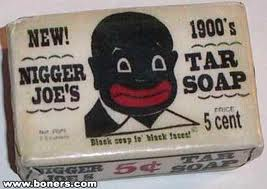 NEW!
NIGGER
JOE'S
1900's
TAR
SOAP
PRICE
5 cent
Black soap fo' black faces!
JOE'S
5¢
TAR
SOAP
www.boners.com